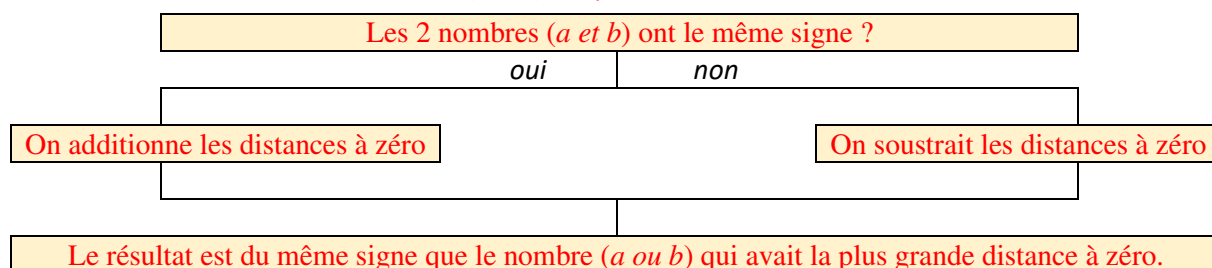 Les 2 nombres (a et b) ont le même signe ?
oui non
On additionne les distances à zéro On soustrait les distances à zéro
Le résultat est du même signe que le nombre (a ou b) qui avait la plus grande distance à zéro.